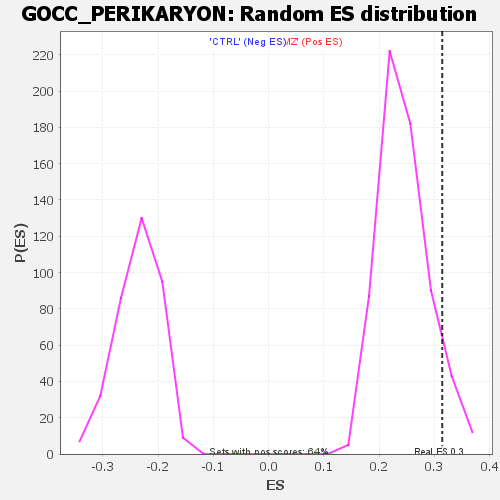 GOCC_PERIKARYON: Random ES distribution
'CTRL' (Neg ES) MZ' (Pos ES)
220
200
180
160
140
120
100
80
60
40
20
0
P(ES)
Sets with pos scores: 64%
Real ES 0.3
-0.3 -0.2 -0.1 0.0 0.1 0.2 0.3 0.4
ES